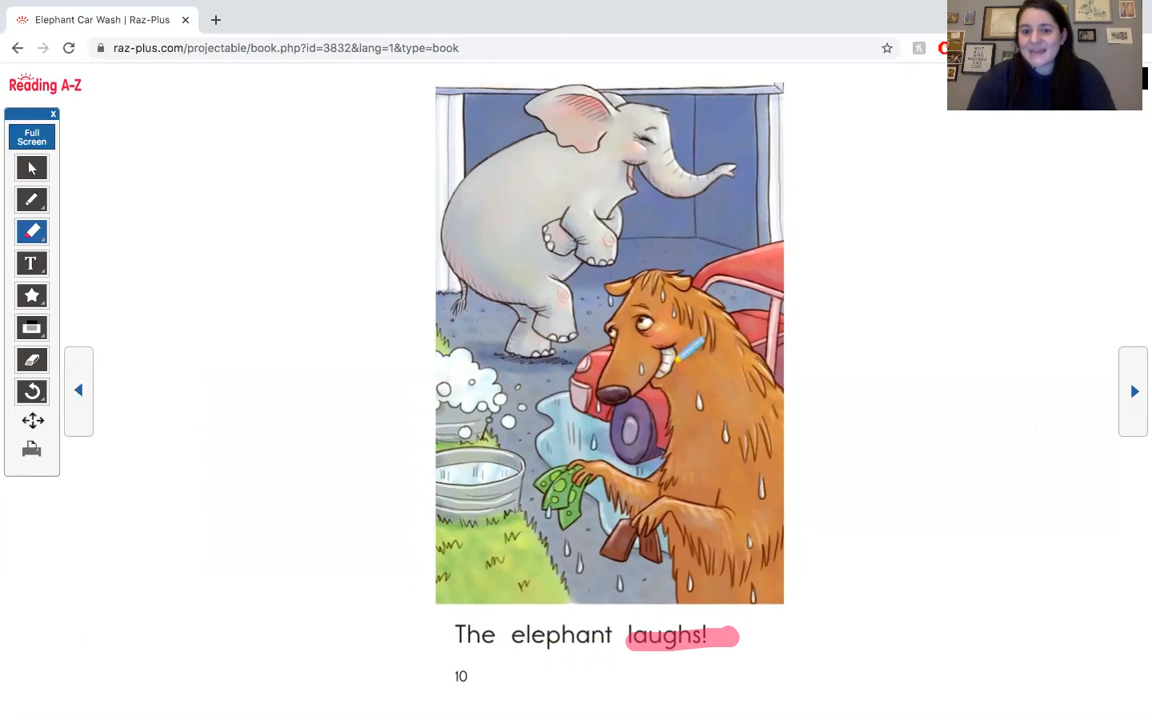 Elephant Car Wash | Raz-Plus
raz-plus.com/projectable/book.php?id=3832&lang=1&type=book
Reading A-Z
x
Full
Screen
T
The elephant laughs!
10